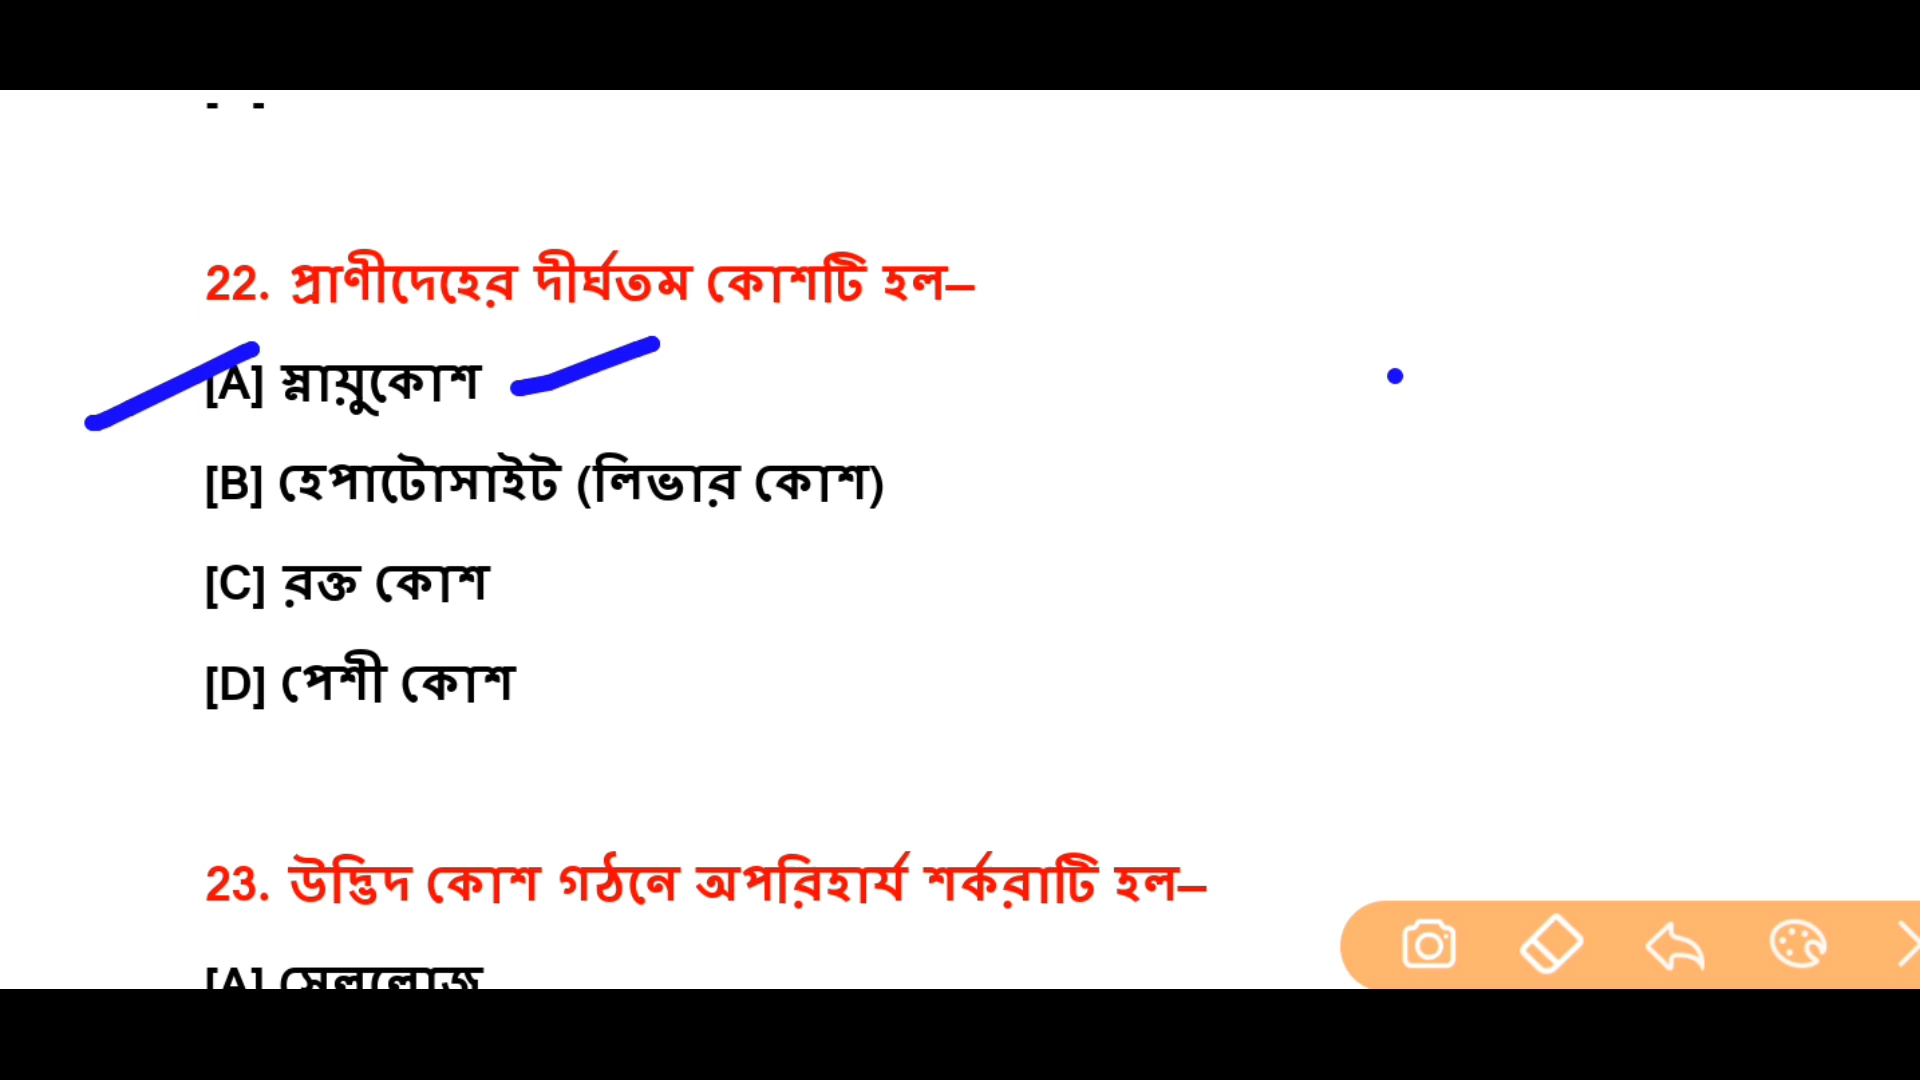 22. প্রাণীদেহের দীর্ঘতম কোশটি হল–
[A] স্নায়ুকোশ
[B] হেপাটোসাইট (লিভার কোশ)
[C] রক্ত কোশ
[D] পেশী কোশ
23. উদ্ভিদ কোশ গঠনে অপরিহার্য শর্করাটি হল–
[A] সেলুলোজ